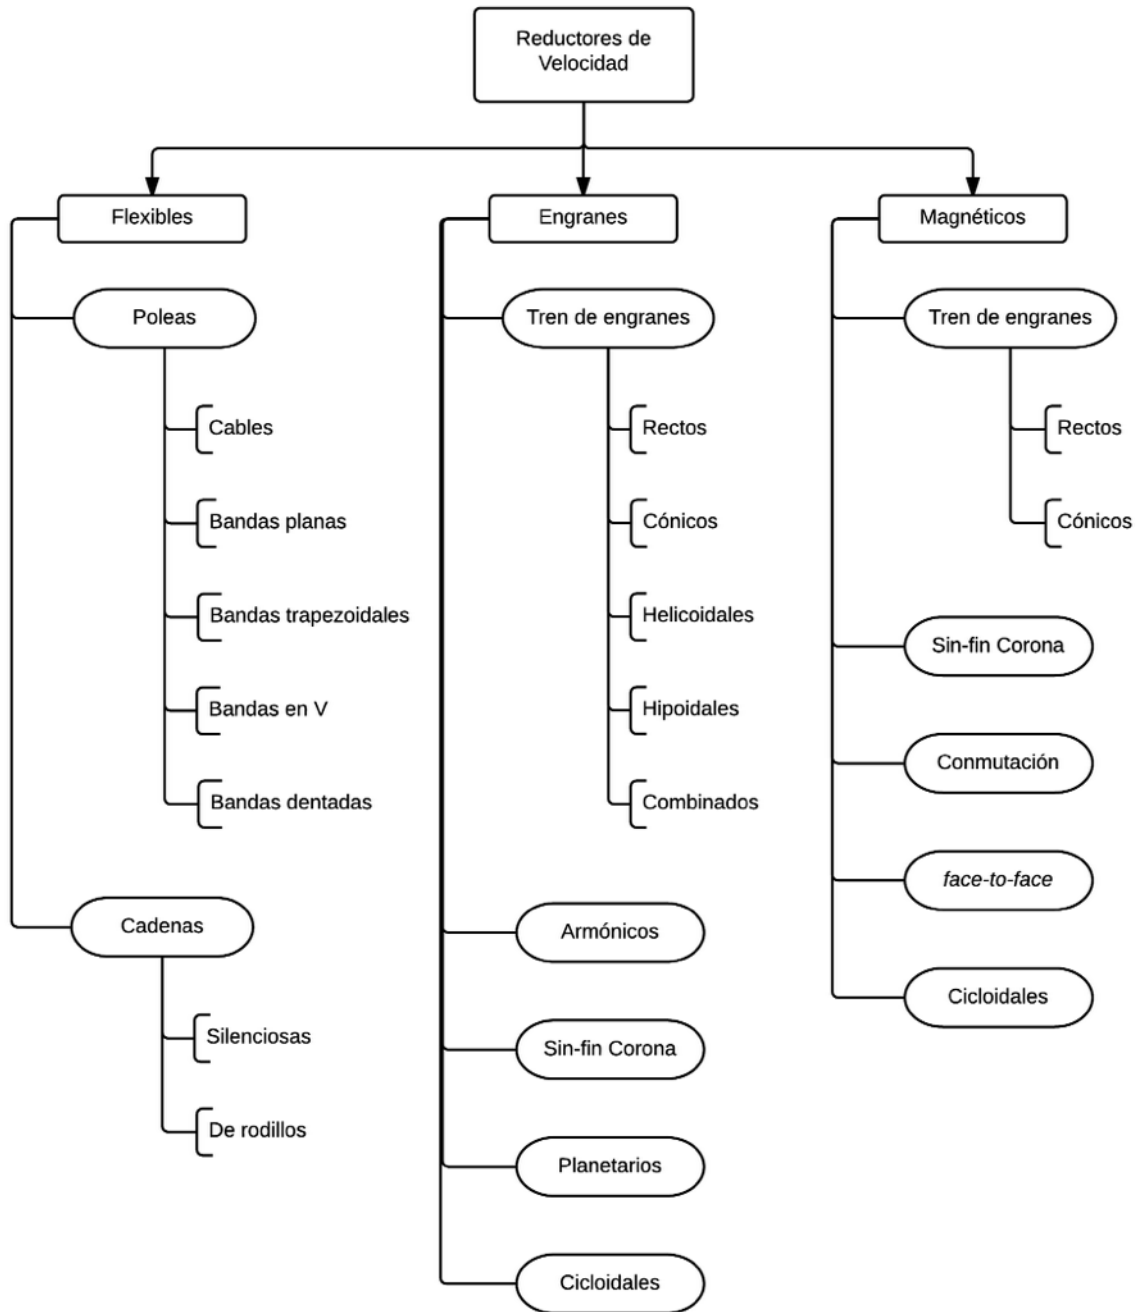 Reductores de
Velocidad
Flexibles
Poleas
Cables
Bandas planas
Bandas trapezoidales
Bandas en V
Bandas dentadas
Cadenas
Silenciosas
De rodillos
Engranes
Tren de engranes
Rectos
Cónicos
Helicoidales
Hipoidales
Combinados
Armónicos
Sin-fin Corona
Planetarios
Cicloidales
Magnéticos
Tren de engranes
Rectos
Cónicos
Sin-fin Corona
Conmutación
face-to-face
Cicloidales